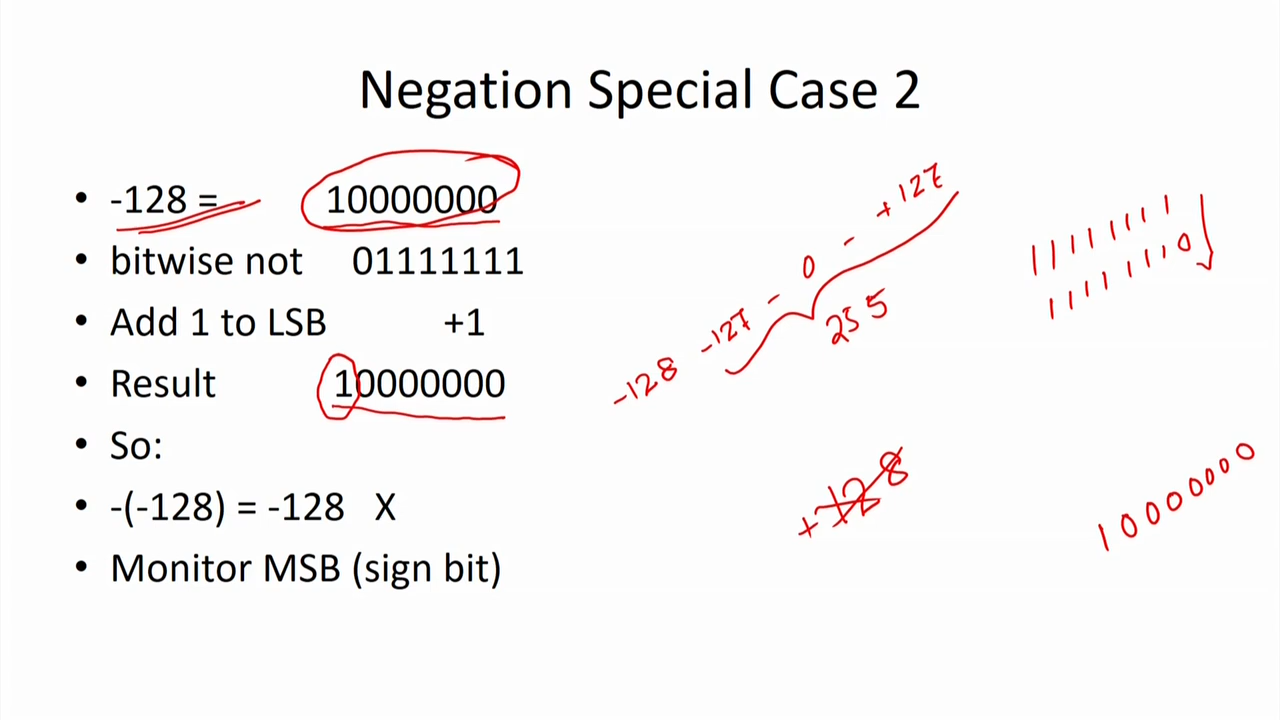 Negation Special Case 2
• -128 = 10000000
• bitwise not 01111111
• Add 1 to LSB +1
• Result 10000000
• So:
• -(-128) = -128 X
• Monitor MSB (sign bit)
-128 -127 - 0 - +127
255
11111111
11111110
+128
10000000